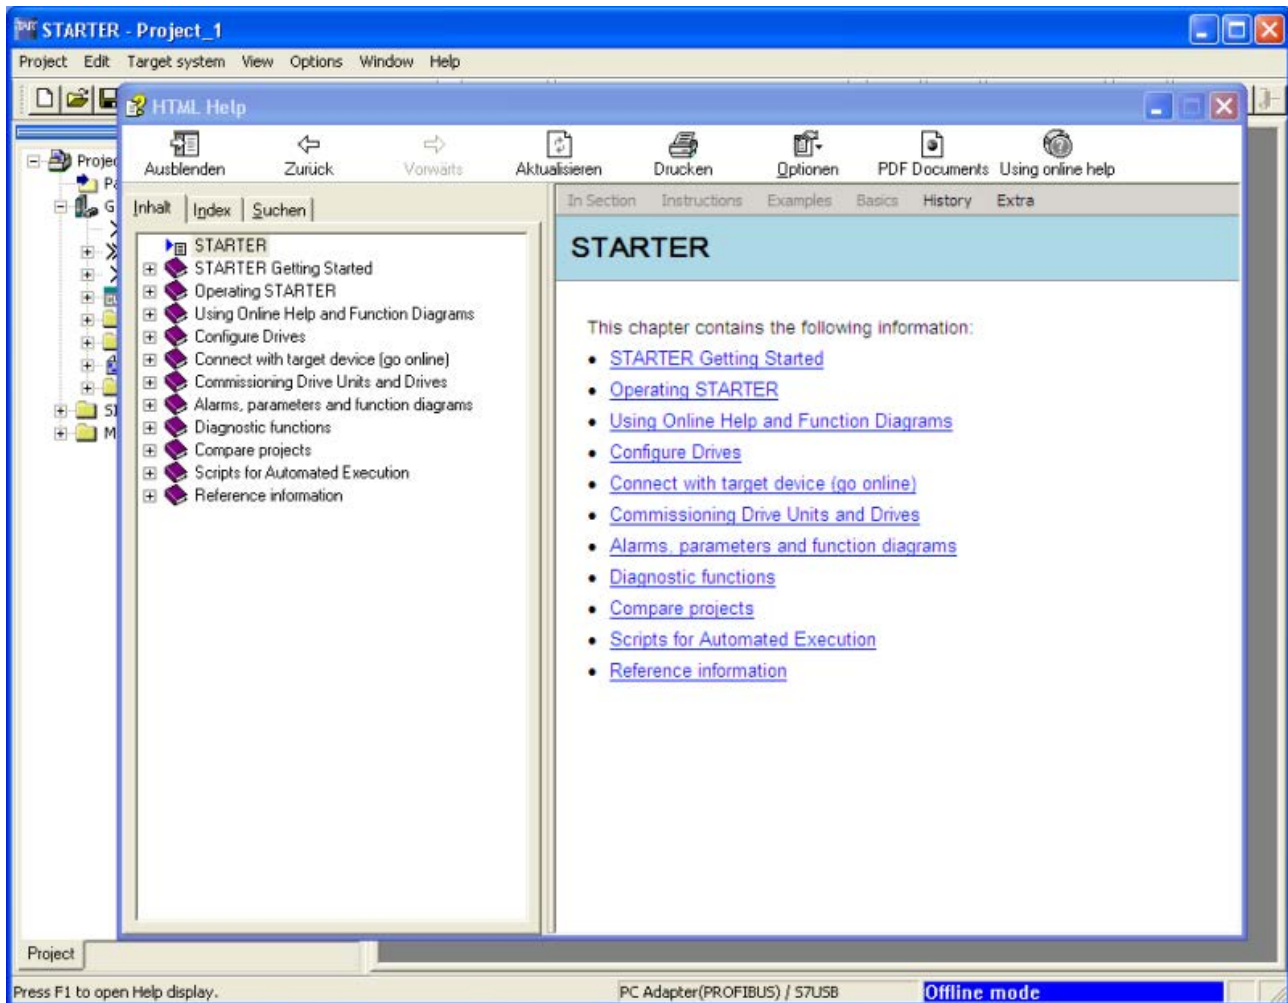 STARTER - Project_1
Project Edit Target system View Options Window Help
HTML Help
Ausblenden Zurück Vorwärts Aktualisieren Drucken Optionen PDF Documents Using online help
Inhalt Index Suchen
In Section Instructions Examples Basics History Extra
STARTER
STARTER Getting Started
Operating STARTER
Using Online Help and Function Diagrams
Configure Drives
Connect with target device (go online)
Commissioning Drive Units and Drives
Alarms, parameters and function diagrams
Diagnostic functions
Compare projects
Scripts for Automated Execution
Reference information
STARTER
This chapter contains the following information:
• STARTER Getting Started
• Operating STARTER
• Using Online Help and Function Diagrams
• Configure Drives
• Connect with target device (go online)
• Commissioning Drive Units and Drives
• Alarms, parameters and function diagrams
• Diagnostic functions
• Compare projects
• Scripts for Automated Execution
• Reference information
Project
Press F1 to open Help display.
PC Adapter(PROFIBUS) / S7USB
Offline mode